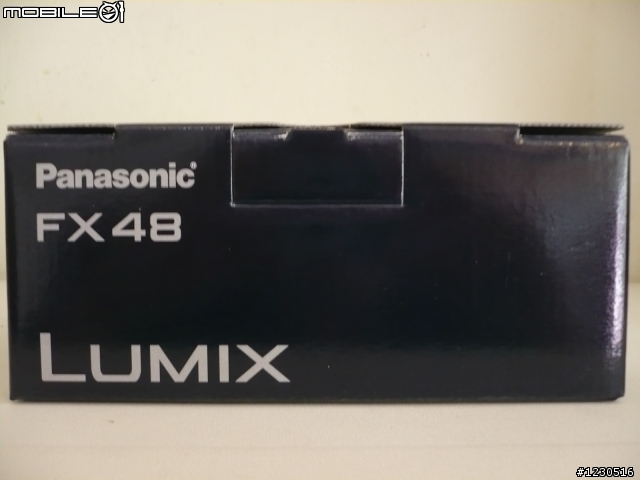 MOBILE01
Panasonic®
FX48
LUMIX
#1230516